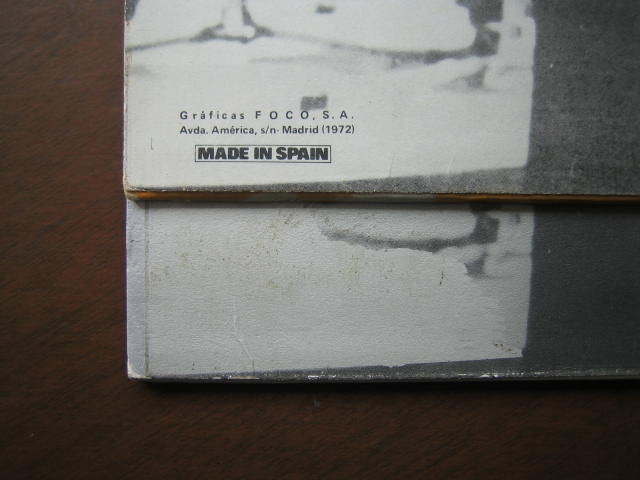 Gráficas FOCO, S.A.
Avda. América, s/n- Madrid (1972)
MADE IN SPAIN